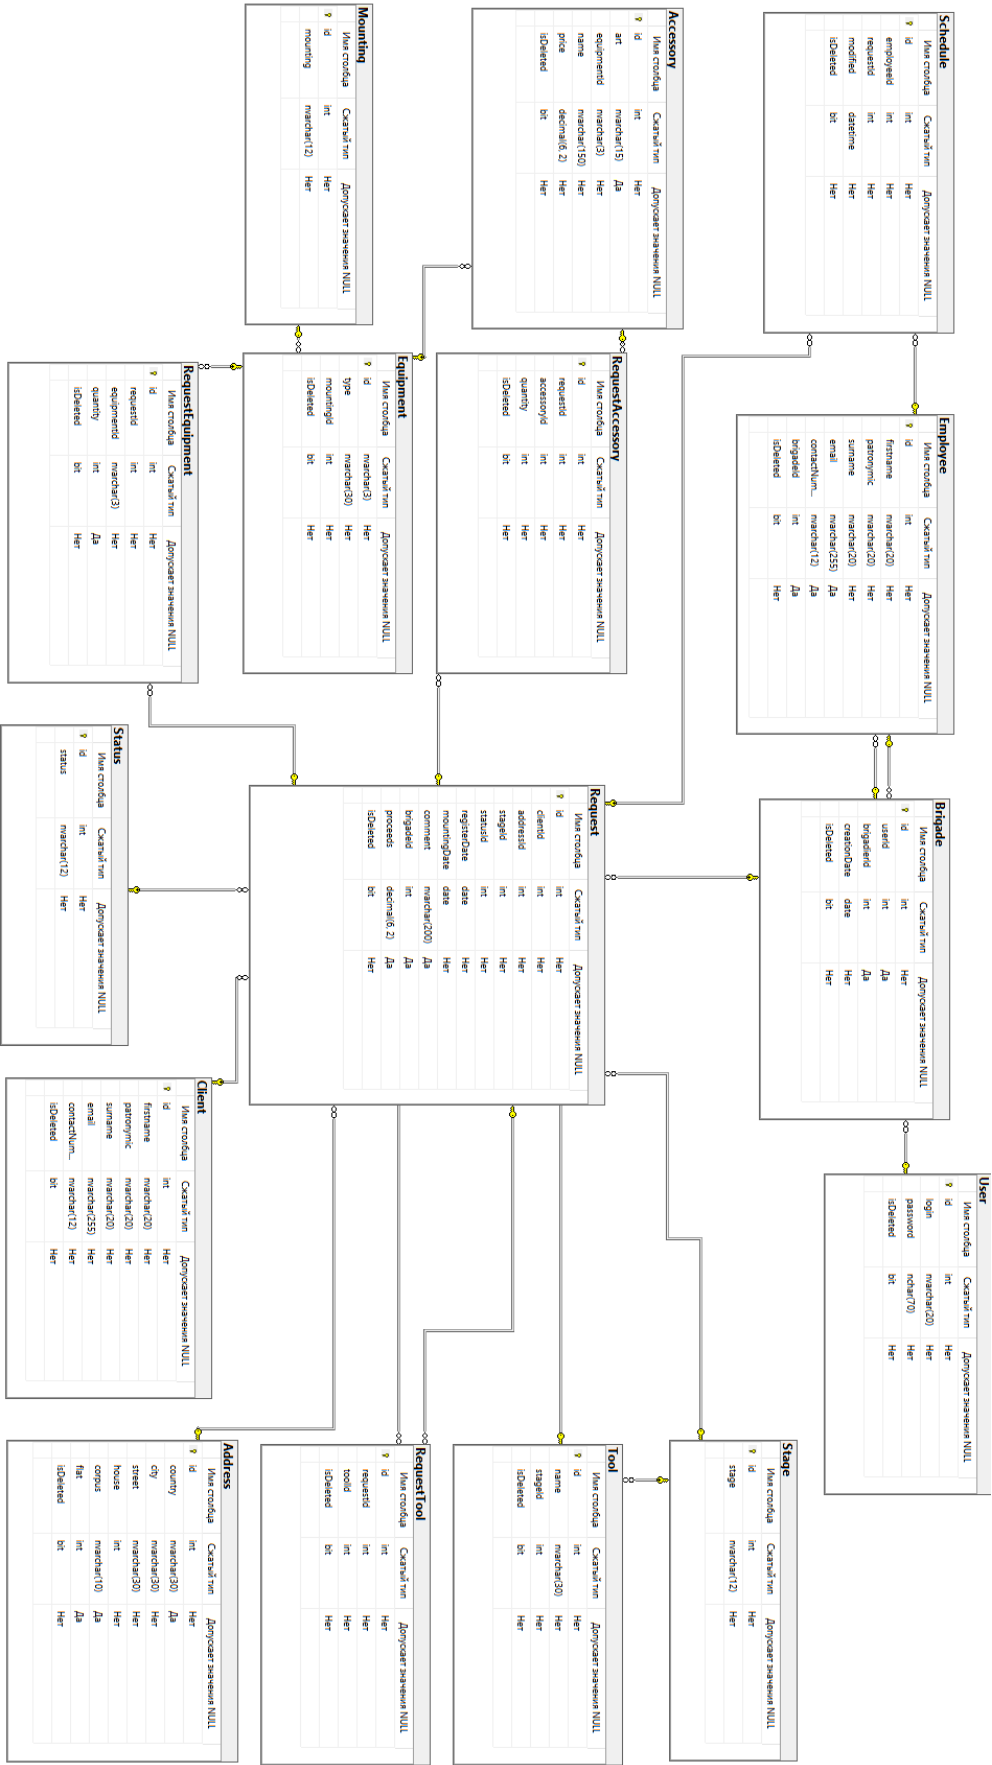 Schedule
Имя столбца Сжатый тип Допускает значения NULL
id int Нет
employeeId int Нет
requestId int Нет
modified datetime Нет
isDeleted bit Нет
Employee
Имя столбца Сжатый тип Допускает значения NULL
id int Нет
firstname nvarchar(20) Нет
patronymic nvarchar(20) Нет
surname nvarchar(20) Нет
email nvarchar(255) Да
contactNum... nvarchar(12) Да
brigadeId int Да
isDeleted bit Нет
Brigade
Имя столбца Сжатый тип Допускает значения NULL
id int Нет
userId int Да
brigadierId int Да
creationDate date Нет
isDeleted bit Нет
User
Имя столбца Сжатый тип Допускает значения NULL
id int Нет
login nvarchar(20) Нет
password nchar(70) Нет
isDeleted bit Нет
Accessory
Имя столбца Сжатый тип Допускает значения NULL
id int Нет
art nvarchar(15) Да
equipmentId nvarchar(3) Нет
name nvarchar(150) Нет
price decimal(6, 2) Нет
isDeleted bit Нет
RequestAccessory
Имя столбца Сжатый тип Допускает значения NULL
id int Нет
requestId int Нет
accessoryId int Нет
quantity int Нет
isDeleted bit Нет
Request
Имя столбца Сжатый тип Допускает значения NULL
id int Нет
clientId int Нет
addressId int Нет
stageId int Нет
statusId int Нет
registerDate date Нет
mountingDate date Нет
comment nvarchar(200) Да
brigadeId int Да
proceeds decimal(6, 2) Да
isDeleted bit Нет
Stage
Имя столбца Сжатый тип Допускает значения NULL
id int Нет
stage nvarchar(12) Нет
Tool
Имя столбца Сжатый тип Допускает значения NULL
id int Нет
name nvarchar(30) Нет
stageId int Нет
isDeleted bit Нет
Mounting
Имя столбца Сжатый тип Допускает значения NULL
id int Нет
mounting nvarchar(12) Нет
Equipment
Имя столбца Сжатый тип Допускает значения NULL
id nvarchar(3) Нет
type nvarchar(30) Нет
mountingId int Нет
isDeleted bit Нет
RequestTool
Имя столбца Сжатый тип Допускает значения NULL
id int Нет
requestId int Нет
toolId int Нет
isDeleted bit Нет
RequestEquipment
Имя столбца Сжатый тип Допускает значения NULL
id int Нет
requestId int Нет
equipmentId nvarchar(3) Нет
quantity int Да
isDeleted bit Нет
Status
Имя столбца Сжатый тип Допускает значения NULL
id int Нет
status nvarchar(12) Нет
Client
Имя столбца Сжатый тип Допускает значения NULL
id int Нет
firstname nvarchar(20) Нет
patronymic nvarchar(20) Нет
surname nvarchar(20) Нет
email nvarchar(255) Нет
contactNum... nvarchar(12) Нет
isDeleted bit Нет
Address
Имя столбца Сжатый тип Допускает значения NULL
id int Нет
country nvarchar(30) Да
city nvarchar(30) Нет
street nvarchar(30) Нет
house int Нет
corpus nvarchar(10) Да
flat int Да
isDeleted bit Нет